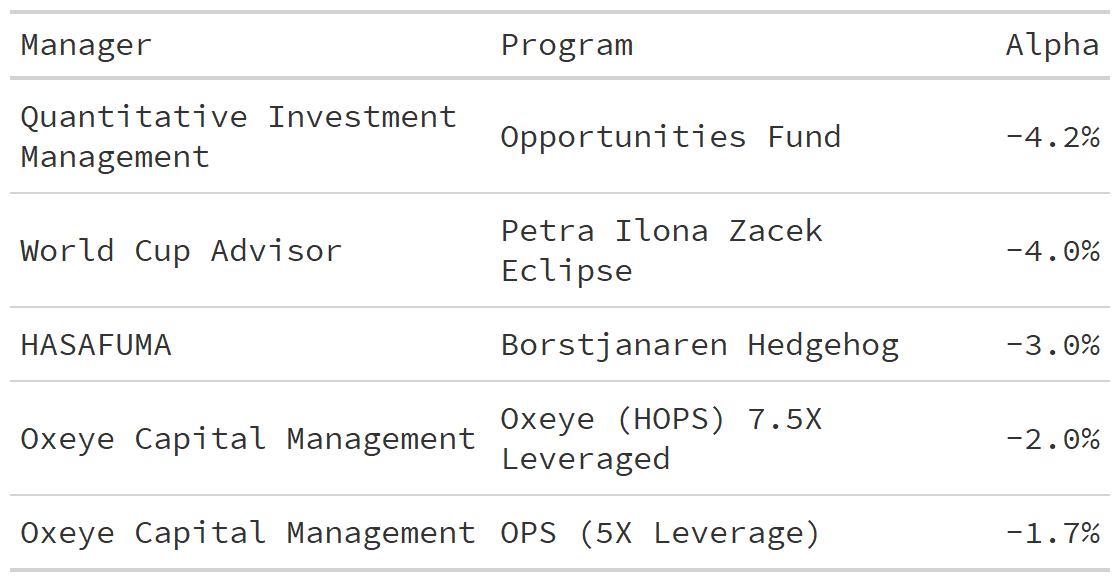 Manager Program Alpha
Quantitative Investment
Management
Opportunities Fund
-4.2%
World Cup Advisor
Petra Ilona Zacek
Eclipse
-4.0%
HASAFUMA Borstjanaren Hedgehog -3.0%
Oxeye Capital Management
Oxeye (HOPS) 7.5X
Leveraged
-2.0%
Oxeye Capital Management OPS (5X Leverage) -1.7%